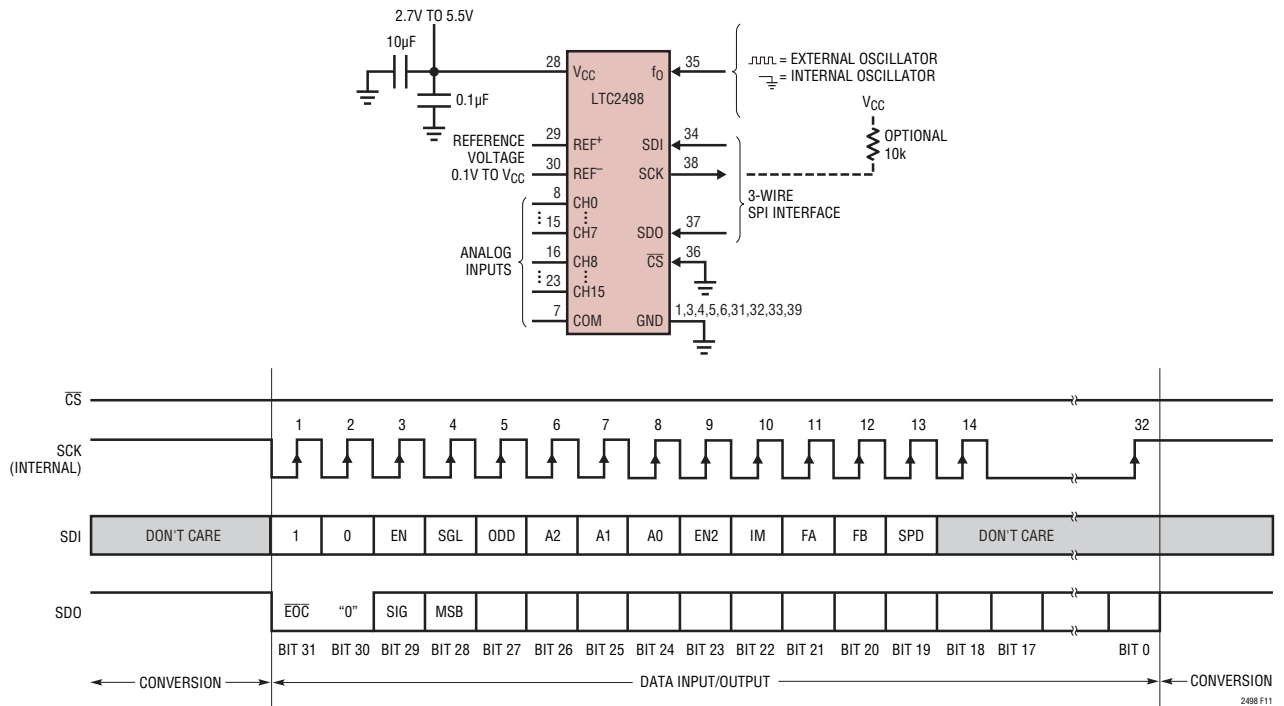 2.7V TO 5.5V
10µF
0.1µF
28
VCC
LTC2498
fO
35
= EXTERNAL OSCILLATOR
= INTERNAL OSCILLATOR
VCC
OPTIONAL
10k
REFERENCE
VOLTAGE
0.1V TO VCC
29
REF+
30
REF–
SDI
34
SCK
38
3-WIRE
SPI INTERFACE
SDO
37
CS
36
ANALOG
INPUTS
8
CH0
15
CH7
16
CH8
23
CH15
7
COM
GND
1,3,4,5,6,31,32,33,39
CS
SCK
(INTERNAL)
1 2 3 4 5 6 7 8 9 10 11 12 13 14 32
SDI
DON'T CARE 1 0 EN SGL ODD A2 A1 A0 EN2 IM FA FB SPD DON'T CARE
SDO
EOC "0" SIG MSB
BIT 31 BIT 30 BIT 29 BIT 28 BIT 27 BIT 26 BIT 25 BIT 24 BIT 23 BIT 22 BIT 21 BIT 20 BIT 19 BIT 18 BIT 17 BIT 0
CONVERSION DATA INPUT/OUTPUT CONVERSION
2498 F11